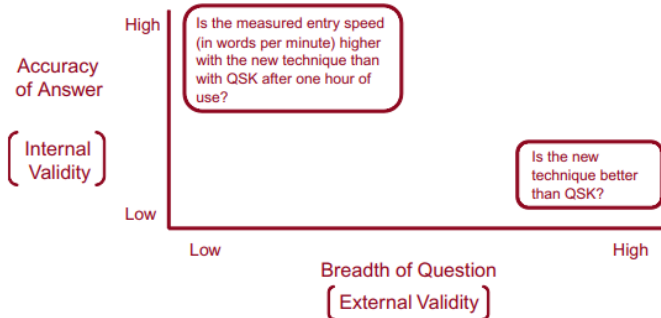 High
Is the measured entry speed
(in words per minute) higher
with the new technique than
with QSK after one hour of
use?
Accuracy
of Answer
Internal
Validity
Is the new
technique better
than QSK?
Low
Low
High
Breadth of Question
External Validity